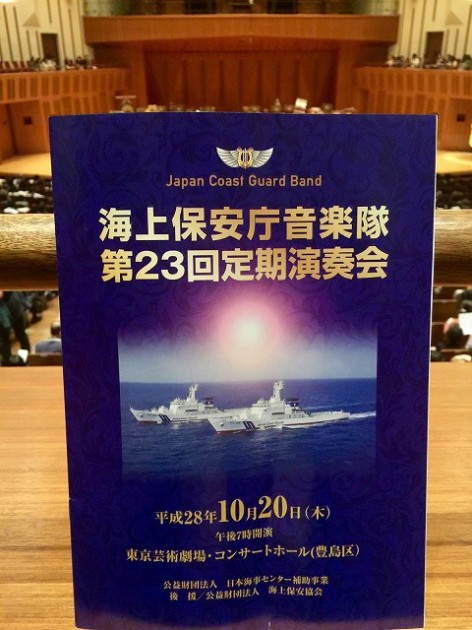 Japan Coast Guard Band
海上保安庁音楽隊
第23回定期演奏会
平成28年10月20日(木)
午後7時開演
東京芸術劇場・コンサートホール(豊島区)
公益財団法人 日本海事センター補助事業
後 援/公益財団法人 海上保安協会